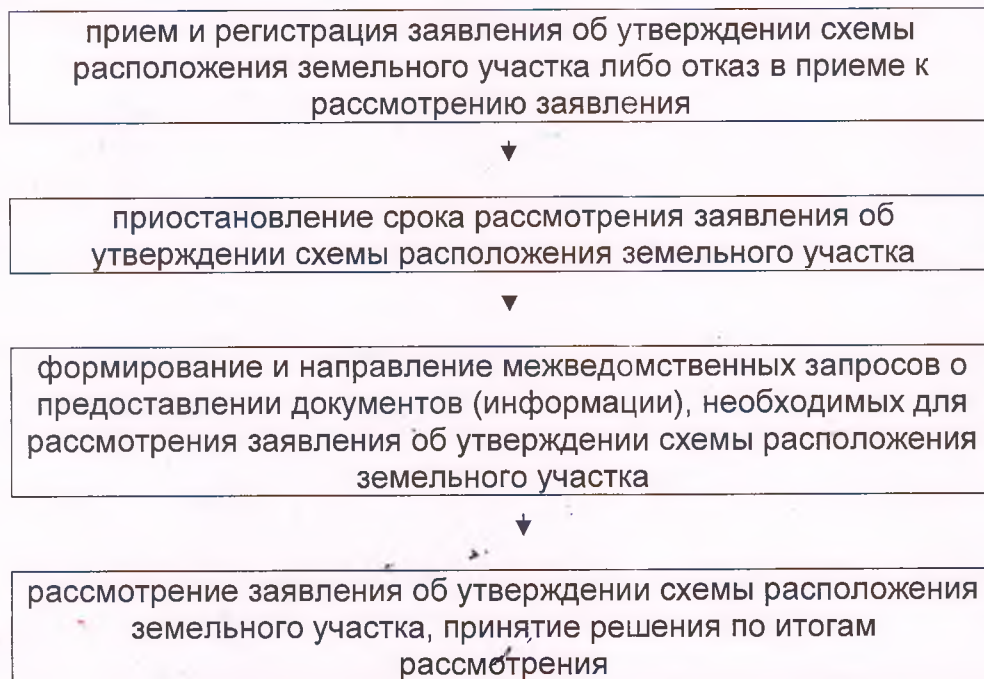 прием и регистрация заявления об утверждении схемы
расположения земельного участка либо отказ в приеме к
рассмотрению заявления
приостановление срока рассмотрения заявления об
утверждении схемы расположения земельного участка
формирование и направление межведомственных запросов о
предоставлении документов (информации), необходимых для
рассмотрения заявления об утверждении схемы расположения
земельного участка
рассмотрение заявления об утверждении схемы расположения
земельного участка, принятие решения по итогам
рассмотрения